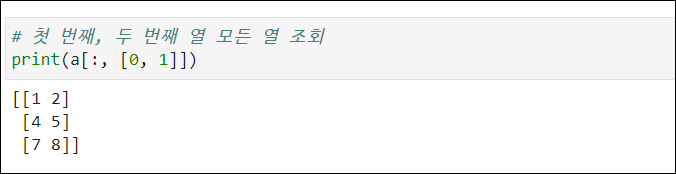 # 첫 번째, 두 번째 열 모든 열 조회
print(a[:, [0, 1]])
[[1 2]
 [4 5]
 [7 8]]